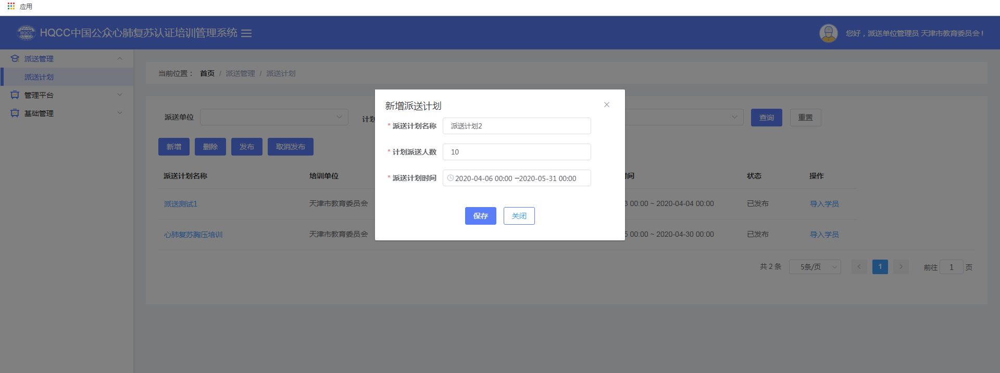 应用
HQCC中国公众心肺复苏认证培训管理系统
您好，派送单位管理员 天津市教育委员会！
派送管理
派送计划
管理平台
基础管理
当前位置： 首页 / 派送管理 / 派送计划
派送单位
计划
查询
重置
新增
删除
发布
取消发布
派送计划名称 培训单位 时间 状态 操作
派送测试1 天津市教育委员会 00:00 ~ 2020-04-04 00:00 已发布 导入学员
心肺复苏胸压培训 天津市教育委员会 00:00 ~ 2020-04-30 00:00 已发布 导入学员
共 2 条 5条/页 1 前往 1 页
新增派送计划
* 派送计划名称 派送计划2
* 计划派送人数 10
* 派送计划时间 2020-04-06 00:00 –2020-05-31 00:00
保存 关闭